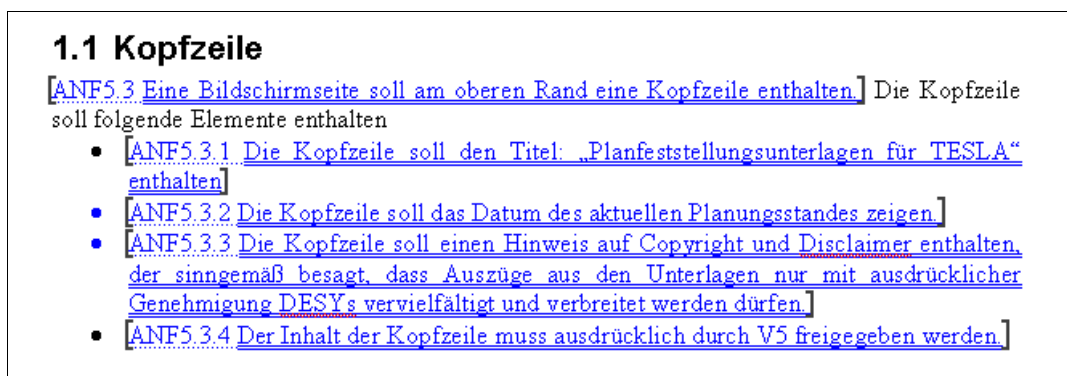 1.1 Kopfzeile
[ANF5.3 Eine Bildschirmseite soll am oberen Rand eine Kopfzeile enthalten.] Die Kopfzeile
soll folgende Elemente enthalten
• [ANF5.3.1 Die Kopfzeile soll den Titel: „Planfeststellungsunterlagen für TESLA“
enthalten]
• [ANF5.3.2 Die Kopfzeile soll das Datum des aktuellen Planungsstandes zeigen.]
• [ANF5.3.3 Die Kopfzeile soll einen Hinweis auf Copyright und Disclaimer enthalten,
der sinngemäß besagt, dass Auszüge aus den Unterlagen nur mit ausdrücklicher
Genehmigung DESYs vervielfältigt und verbreitet werden dürfen.]
• [ANF5.3.4 Der Inhalt der Kopfzeile muss ausdrücklich durch V5 freigegeben werden.]